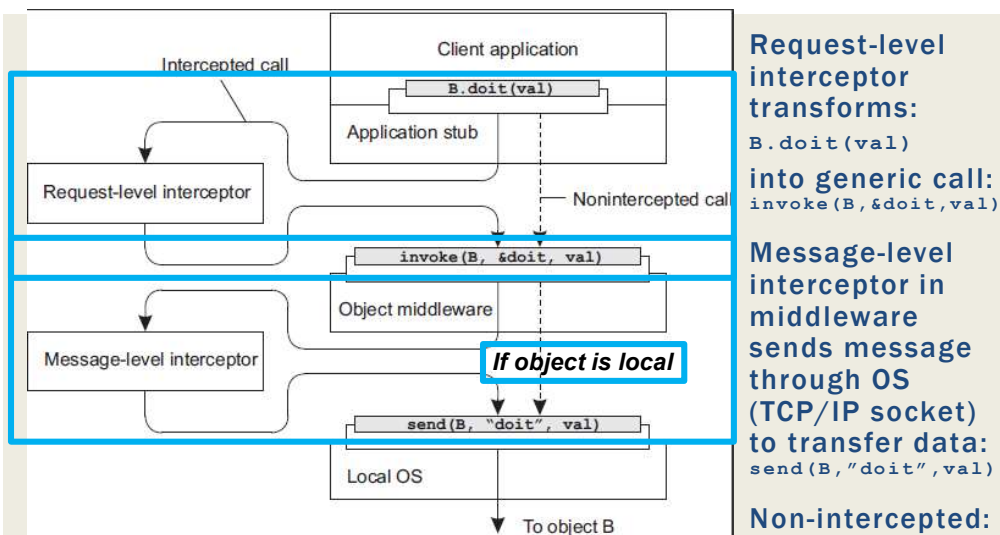 Client application
Intercepted call
B.doit(val)
Application stub
Request-level interceptor
Nonintercepted call
invoke(B, &doit, val)
Object middleware
Message-level interceptor
If object is local
send(B, "doit", val)
Local OS
To object B
Request-level
interceptor
transforms:
B.doit(val)
into generic call:
invoke(B,&doit,val)
Message-level
interceptor in
middleware
sends message
through OS
(TCP/IP socket)
to transfer data:
send(B,”doit”,val)
Non-intercepted: